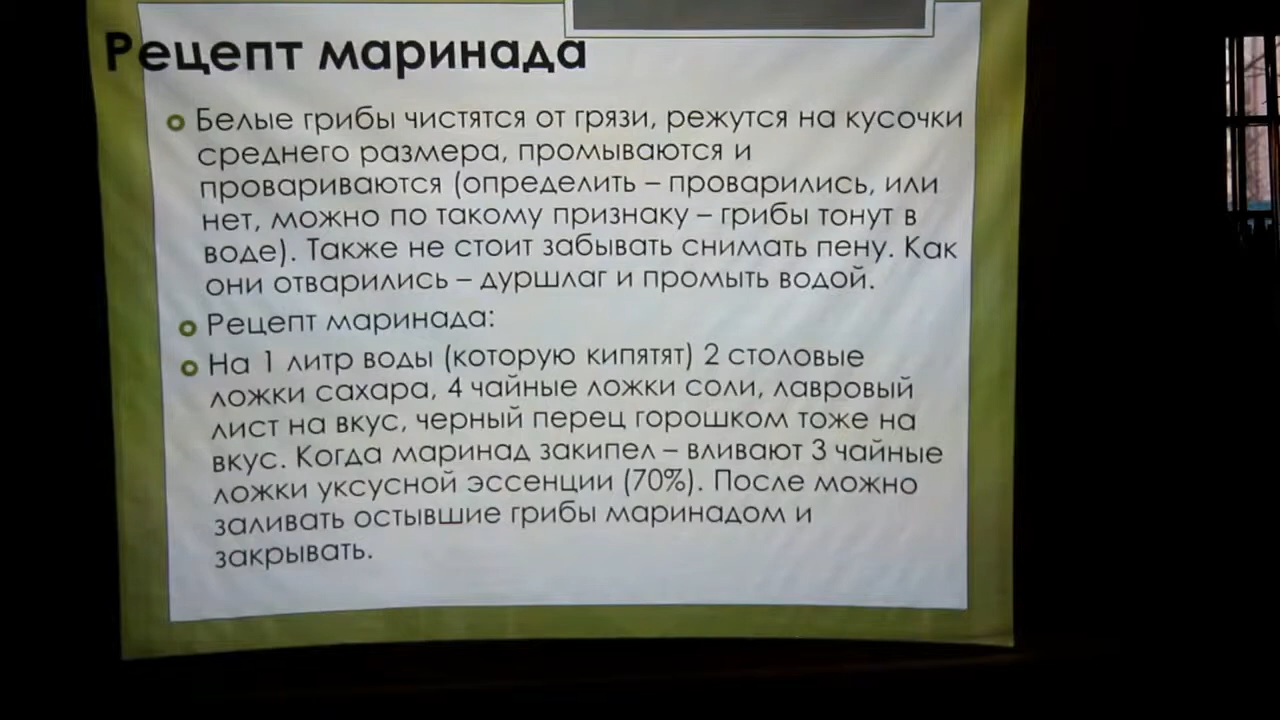 Рецепт маринада
Белые грибы чистятся от грязи, режутся на кусочки
среднего размера, промываются и
провариваются (определить – проварились, или
нет, можно по такому признаку – грибы тонут в
воде). Также не стоит забывать снимать пену. Как
они отварились – дуршлаг и промыть водой.
Рецепт маринада:
На 1 литр воды (которую кипятят) 2 столовые
ложки сахара, 4 чайные ложки соли, лавровый
лист на вкус, черный перец горошком тоже на
вкус. Когда маринад закипел – вливают 3 чайные
ложки уксусной эссенции (70%). После можно
заливать остывшие грибы маринадом и
закрывать.